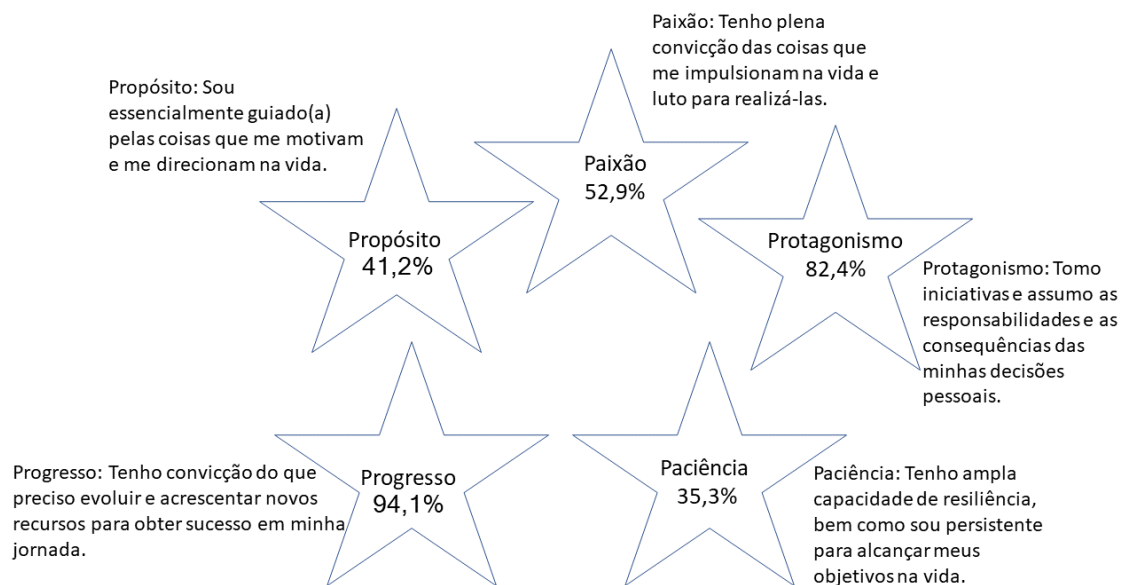 Paixão: Tenho plena
convicção das coisas que
me impulsionam na vida e
luto para realizá-las.
Propósito: Sou
essencialmente guiado(a)
pelas coisas que me motivam
e me direcionam na vida.
Paixão
52,9%
Propósito
41,2%
Protagonismo
82,4%
Protagonismo: Tomo
iniciativas e assumo as
responsabilidades e as
consequências das
minhas decisões
pessoais.
Progresso: Tenho convicção do que
preciso evoluir e acrescentar novos
recursos para obter sucesso em minha
jornada.
Progresso
94,1%
Paciência
35,3%
Paciência: Tenho ampla
capacidade de resiliência,
bem como sou persistente
para alcançar meus
objetivos na vida.